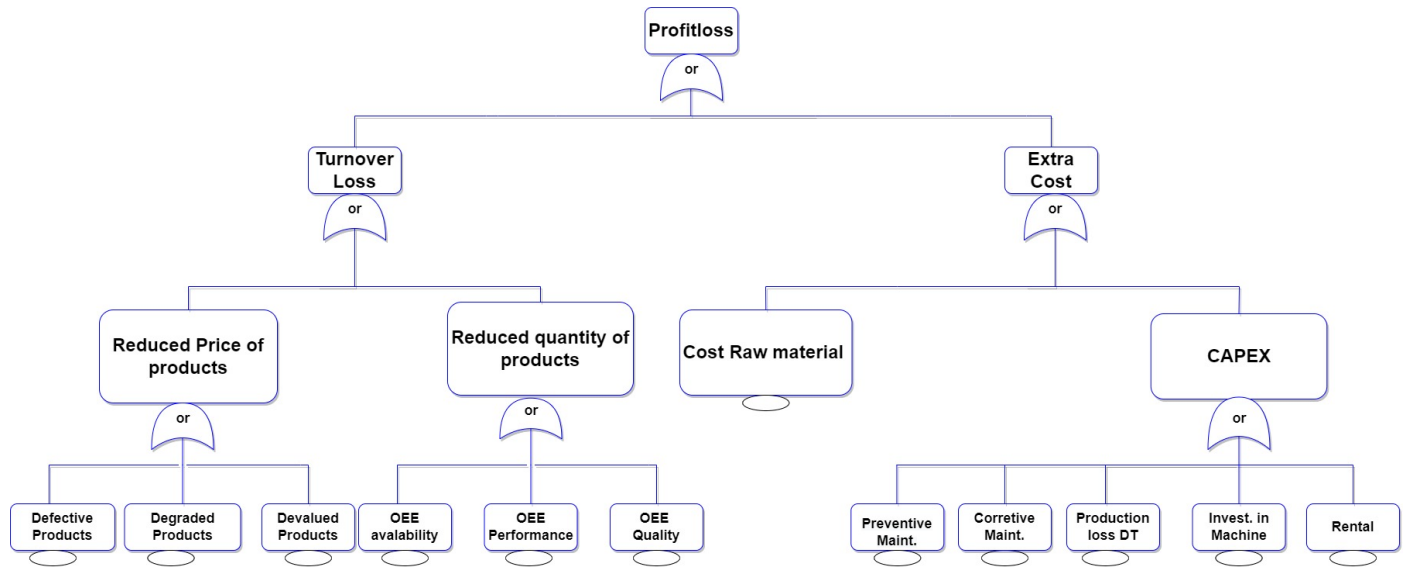 Profitloss
or
Turnover
Loss
Extra
Cost
or
or
Reduced Price of
products
Reduced quantity of
products
Cost Raw material
CAPEX
or
or
or
Defective
Products
Degraded
Products
Devalued
Products
OEE
avalability
OEE
Performance
OEE
Quality
Preventive
Maint.
Corretive
Maint.
Production
loss DT
Invest. in
Machine
Rental